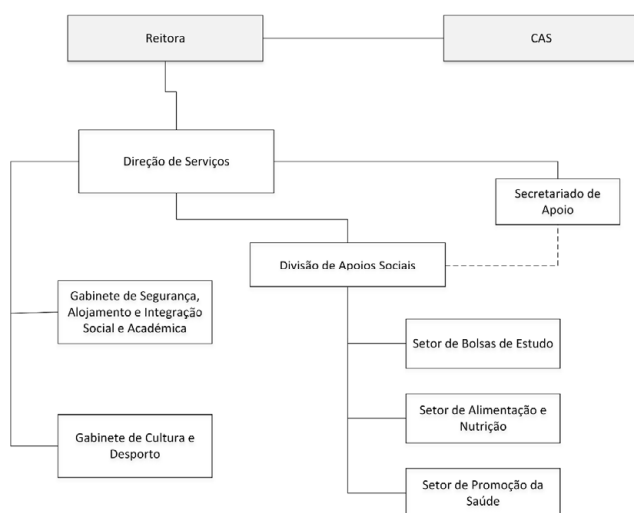 Reitora
CAS
Direção de Serviços
Secretariado de
Apoio
Divisão de Apoios Sociais
Gabinete de Segurança,
Alojamento e Integração
Social e Académica
Setor de Bolsas de Estudo
Setor de Alimentação e
Nutrição
Gabinete de Cultura e
Desporto
Setor de Promoção da
Saúde